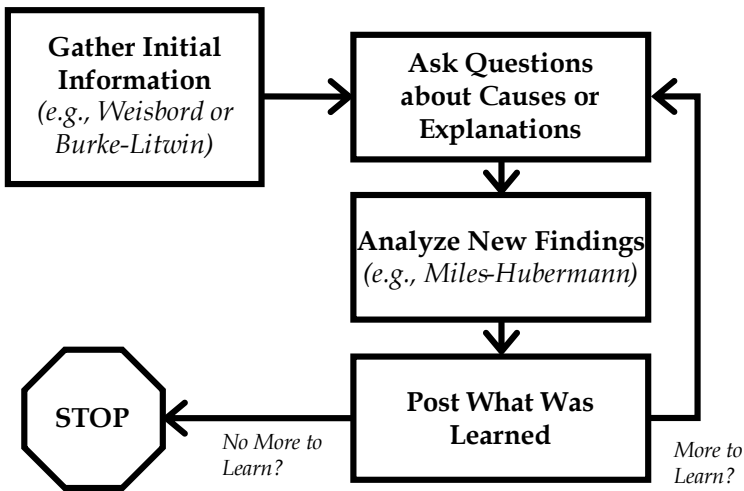 Gather Initial
Information
(e.g., Weisbord or
Burke-Litwin)
Ask Questions
about Causes or
Explanations
Analyze New Findings
(e.g., Miles-Hubermann)
Post What Was
Learned
STOP
No More to
Learn?
More to
Learn?